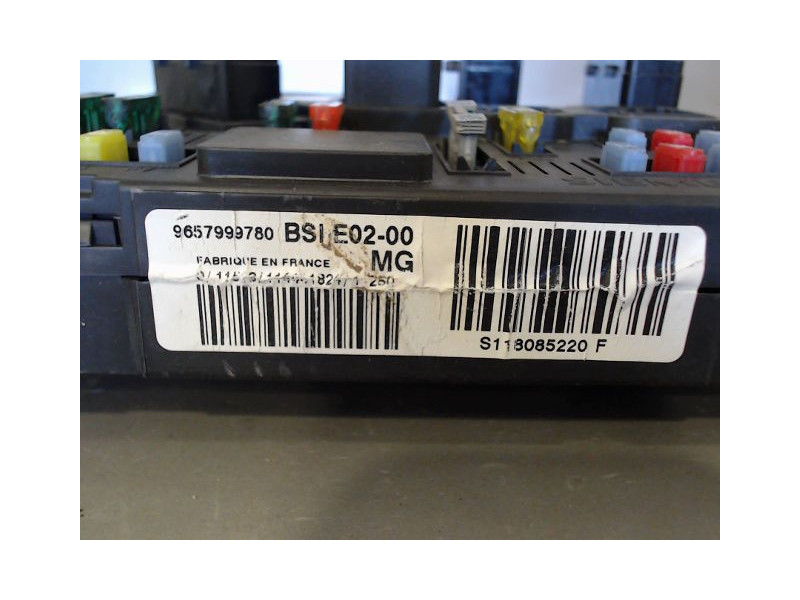 9657999780 BSI E02-00
FABRIQUE EN FRANCE MG
S118085220 F